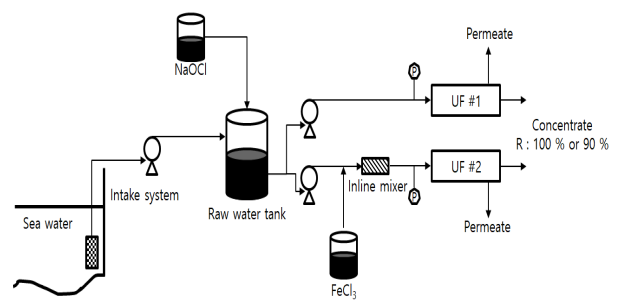 Permeate
NaOCl
P
UF #1
Concentrate
R : 100 % or 90 %
Intake system
Sea water
Raw water tank
Inline mixer
UF #2
P
Permeate
FeCl₃